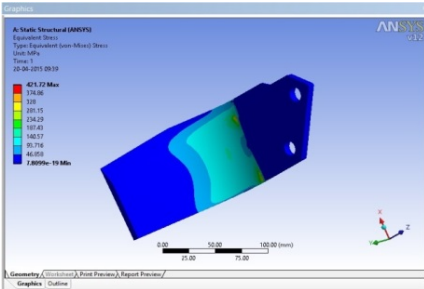 Graphics
ANSYS
A: Static Structural (ANSYS)
Equivalent Stress
Type: Equivalent (von-Mises) Stress
Unit: MPa
Time: 1
20-04-2015 09:59
421.72 Max
374.86
328
281.15
234.29
187.43
140.57
93.716
46.858
7.8099e-19 Min
X
Z
Y
0.00 50.00 100.00 (mm)
25.00 75.00
Geometry Worksheet Print Preview Report Preview
Graphics Outline